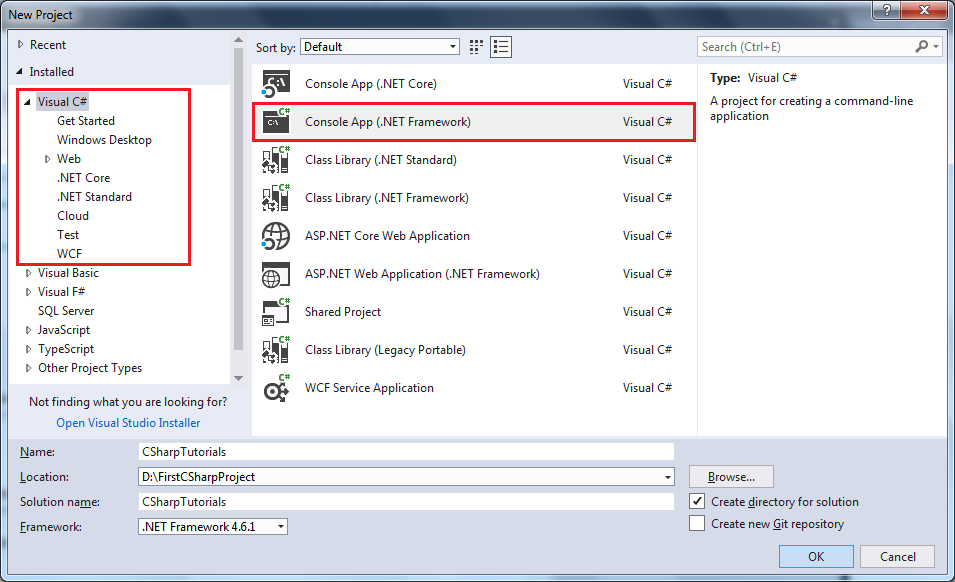 New Project
Recent
Installed
Visual C#
Get Started
Windows Desktop
Web
.NET Core
.NET Standard
Cloud
Test
WCF
Visual Basic
Visual F#
SQL Server
JavaScript
TypeScript
Other Project Types
Not finding what you are looking for?
Open Visual Studio Installer
Sort by: Default
Console App (.NET Core) Visual C#
Console App (.NET Framework) Visual C#
Class Library (.NET Standard) Visual C#
Class Library (.NET Framework) Visual C#
ASP.NET Core Web Application Visual C#
ASP.NET Web Application (.NET Framework) Visual C#
Shared Project Visual C#
Class Library (Legacy Portable) Visual C#
WCF Service Application Visual C#
Search (Ctrl+E)
Type: Visual C#
A project for creating a command-line
application
Name: CSharpTutorials
Location: D:\FirstCSharpProject Browse...
Solution name: CSharpTutorials Create directory for solution
Framework: .NET Framework 4.6.1 Create new Git repository
OK Cancel